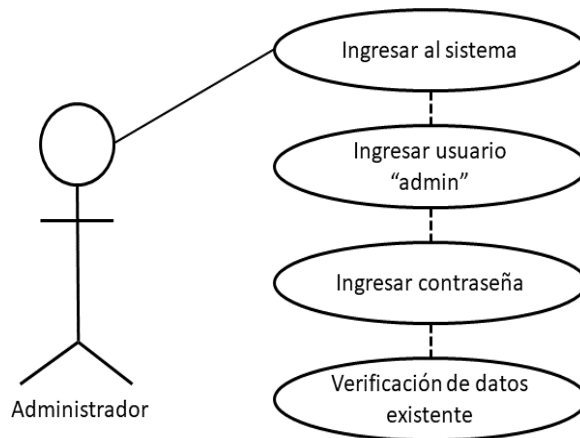 Ingresar al sistema
Ingresar usuario
“admin”
Ingresar contraseña
Verificación de datos
existente
Administrador